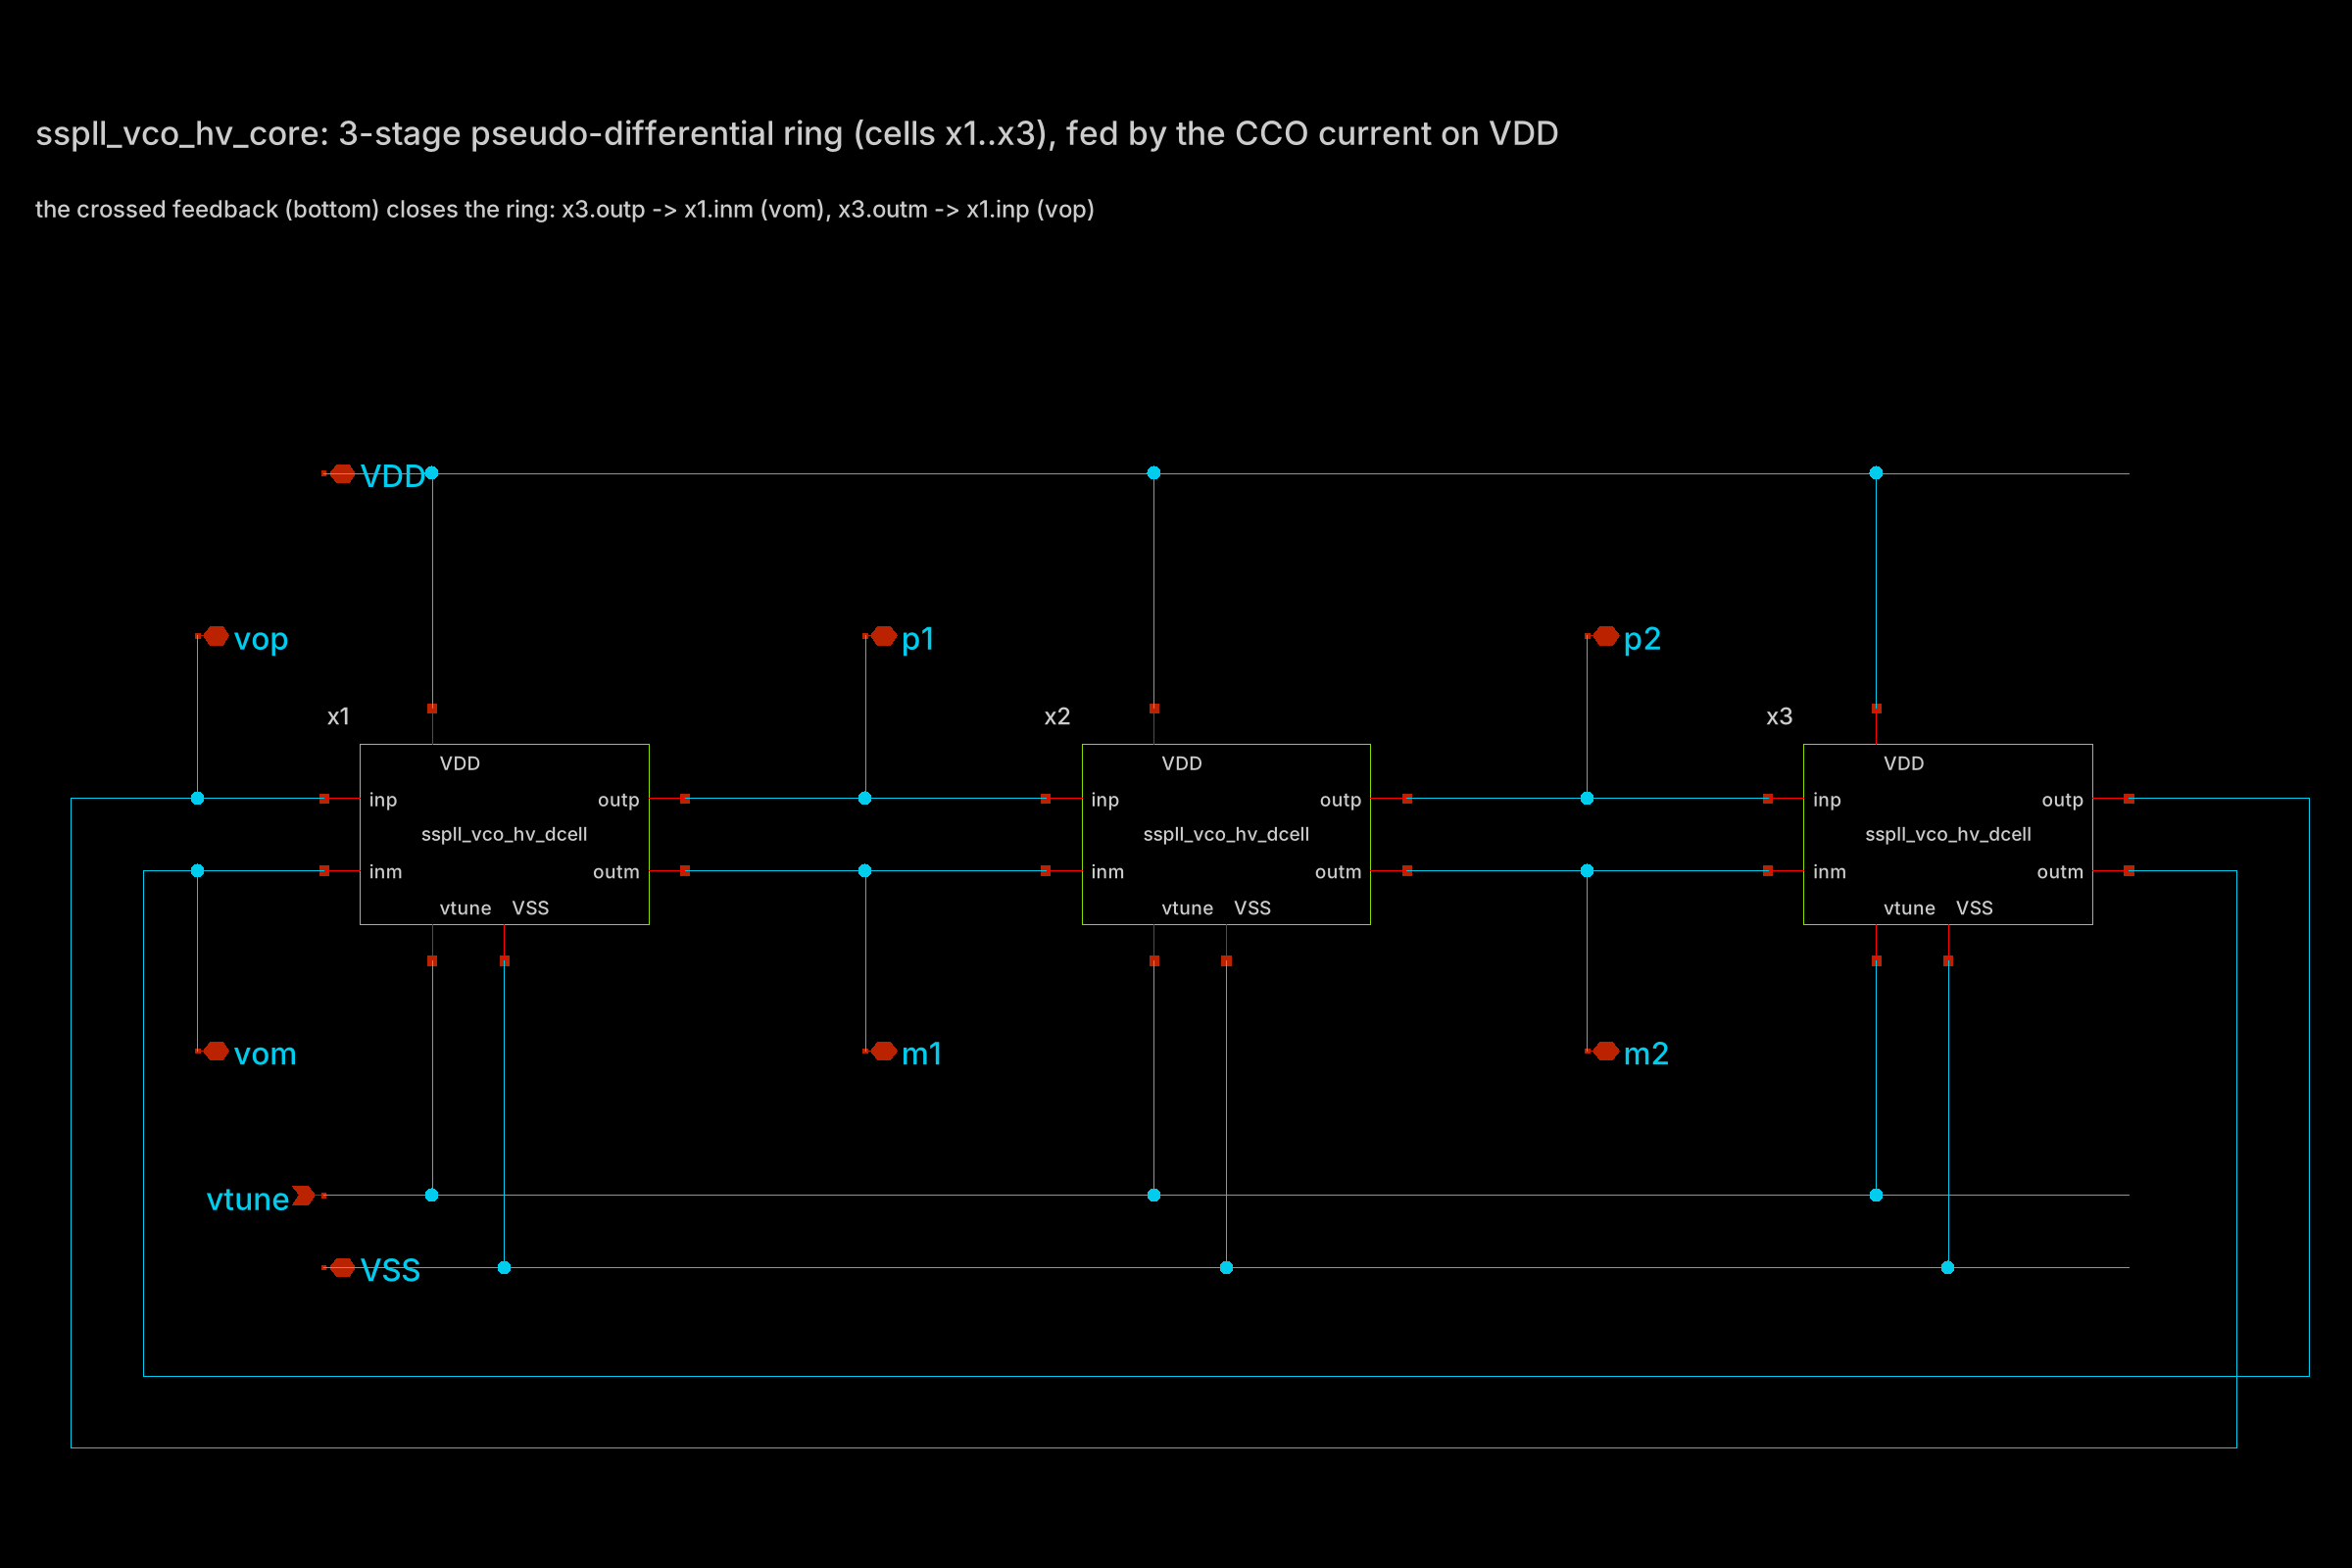 sspll_vco_hv_core: 3-stage pseudo-differential ring (cells x1..x3), fed by the CCO current on VDD
the crossed feedback (bottom) closes the ring: x3.outp -> x1.inm (vom), x3.outm -> x1.inp (vop)
VDD
vop
p1
p2
x1
x2
x3
VDD
VDD
VDD
inp
outp
inp
outp
inp
outp
sspll_vco_hv_dcell
sspll_vco_hv_dcell
sspll_vco_hv_dcell
inm
outm
inm
outm
inm
outm
vtune VSS
vtune VSS
vtune VSS
vom
m1
m2
vtune
VSS